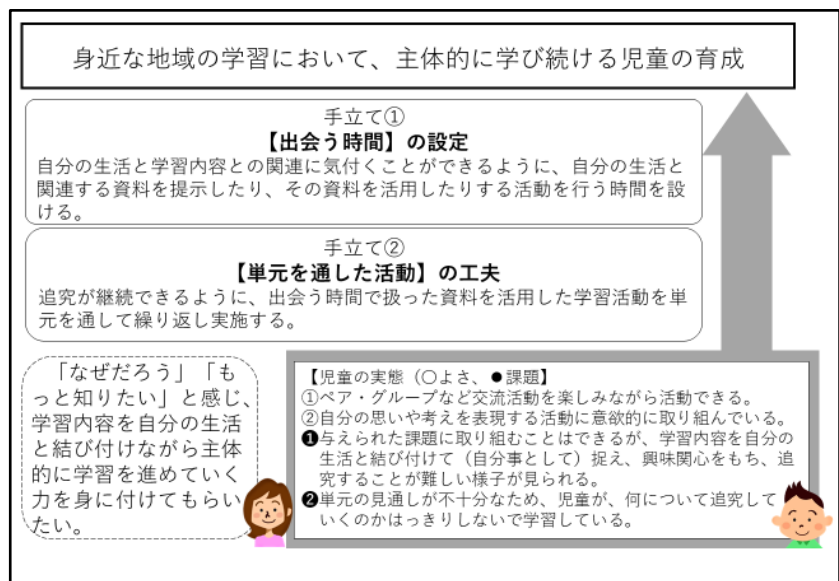 身近な地域の学習において、主体的に学び続ける児童の育成
手立て①
【出会う時間】の設定
自分の生活と学習内容との関連に気付くことができるように、自分の生活と
関連する資料を提示したり、その資料を活用したりする活動を行う時間を設
ける。
手立て②
【単元を通した活動】の工夫
追究が継続できるように、出会う時間で扱った資料を活用した学習活動を単
元を通して繰り返し実施する。
「なぜだろう」「も
っと知りたい」と感じ、
学習内容を自分の生活
と結び付けながら主体
的に学習を進めていく
力を身に付けてもらい
たい。
【児童の実態（〇よさ、●課題】
①ペア・グループなど交流活動を楽しみながら活動できる。
②自分の思いや考えを表現する活動に意欲的に取り組んでいる。
❶与えられた課題に取り組むことはできるが、学習内容を自分の
生活と結び付けて（自分事として）捉え、興味関心をもち、追
究することが難しい様子が見られる。
❷単元の見通しが不十分なため、児童が、何について追究して
いくのかはっきりしないで学習している。